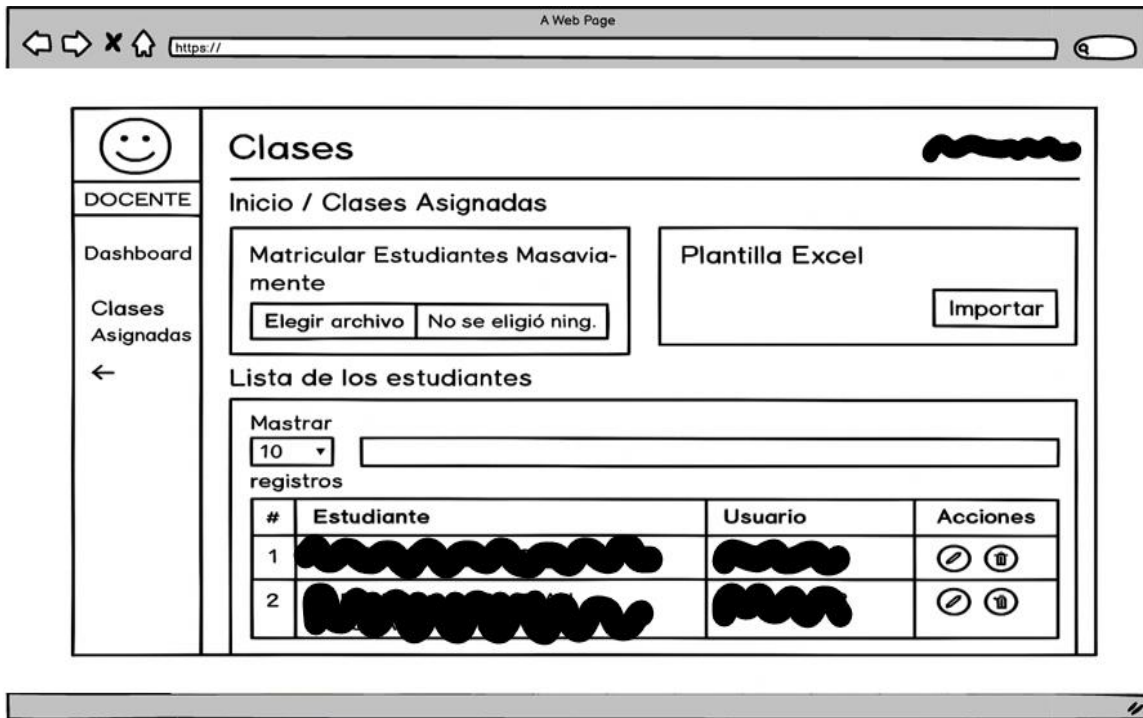 A Web Page
https://
DOCENTE
Dashboard
Clases
Asignadas
Clases
Inicio / Clases Asignadas
Matricular Estudiantes Masavia-
mente
Elegir archivo No se eligió ning.
Plantilla Excel
Importar
Lista de los estudiantes
Mastrar
10
registros
# Estudiante Usuario Acciones
1
2